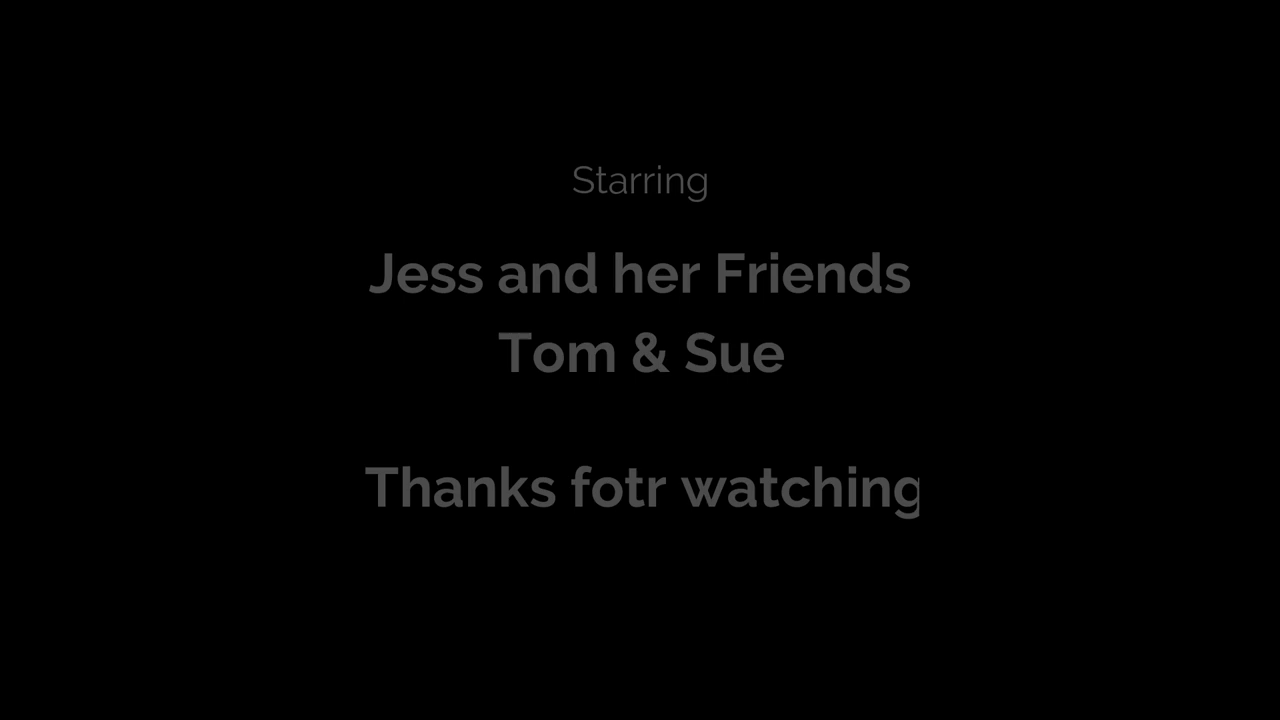 Starring
Jess and her Friends
Tom & Sue
Thanks fotr watching